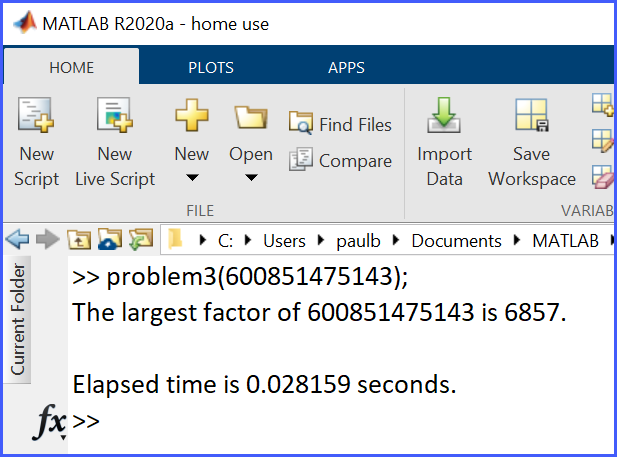 MATLAB R2020a - home use
HOME PLOTS APPS
New Script
New Live Script
New
Open
Find Files
Compare
Import Data
Save Workspace
FILE
VARIAB
C: Users paulb Documents MATLAB
Current Folder
>> problem3(600851475143);
The largest factor of 600851475143 is 6857.
Elapsed time is 0.028159 seconds.
fx >>